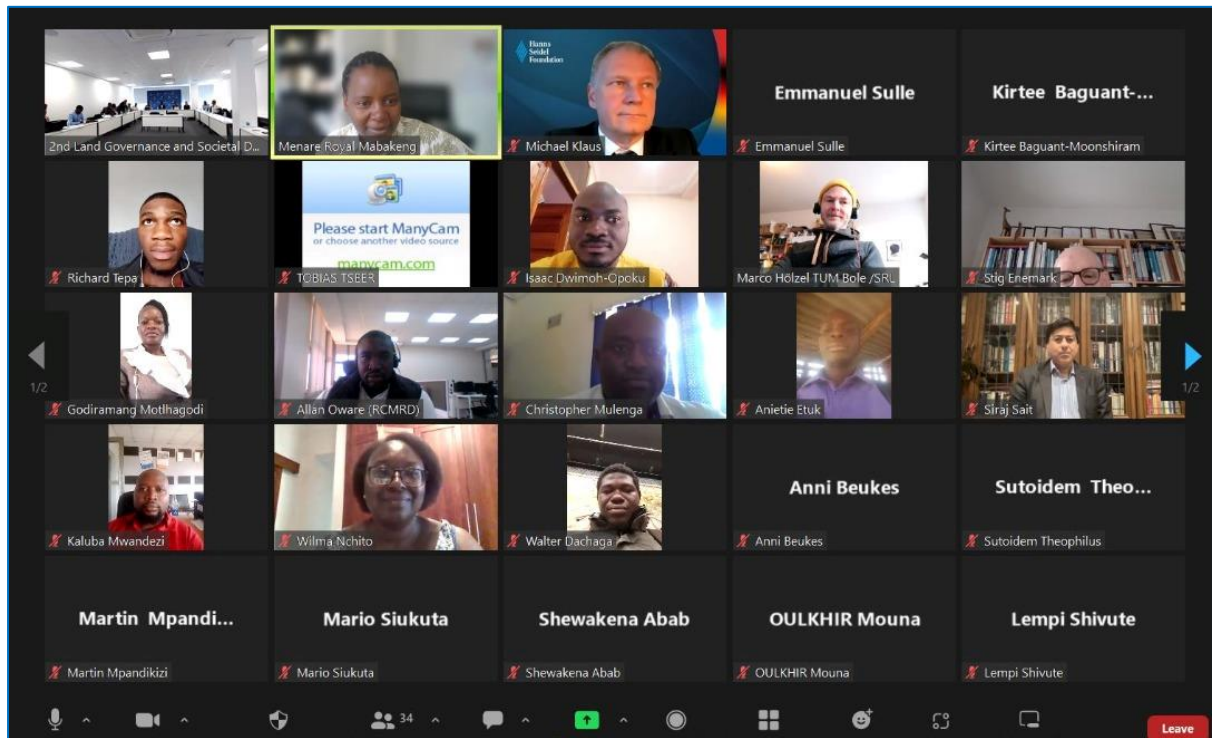 2nd Land Governance and Societal D...
Menare Royal Mabakeng
Hanns
Seidel
Foundation
Michael Klaus
Emmanuel Sulle
Emmanuel Sulle
Kirtee Baguant-...
Kirtee Baguant-Moonshiram
Richard Tepa
Please start ManyCam
or choose another video source
manycam.com
TOBIAS TSEER
Isaac Dwimoh-Opoku
Marco Hölzel TUM Bole /SRL
Stig Enemark
1/2
Godiramang Motlhagodi
Allan Oware (RCMRD)
Christopher Mulenga
Anietie Etuk
Siraj Sait
1/2
Kaluba Mwandezi
Wilma Nchito
Walter Dachaga
Anni Beukes
Anni Beukes
Sutoidem Theo...
Sutoidem Theophilus
Martin Mpandi...
Martin Mpandikizi
Mario Siukuta
Mario Siukuta
Shewakena Abab
Shewakena Abab
OULKHIR Mouna
OULKHIR Mouna
Lempi Shivute
Lempi Shivute
34
Leave